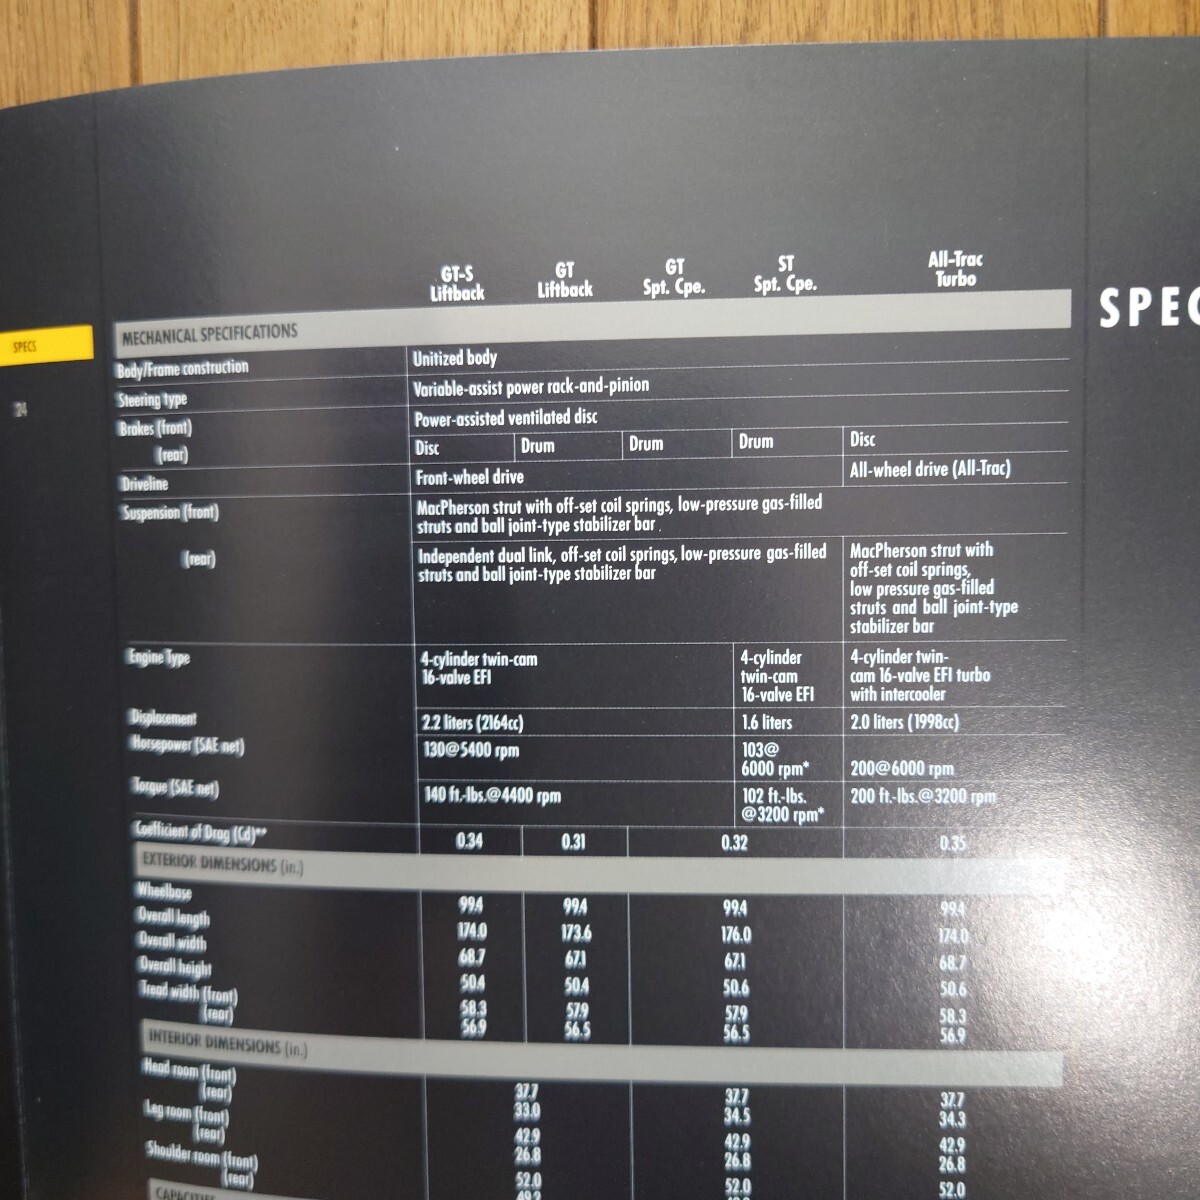 GT-S Liftback GT Liftback GT Spt. Cpe. ST Spt. Cpe. All-Trac Turbo
SPEC
SPECS
24
MECHANICAL SPECIFICATIONS
Body/Frame construction Unitized body
Steering type Variable-assist power rack-and-pinion
Brakes (front) Power-assisted ventilated disc
(rear) Disc Drum Drum Drum Disc
Driveline Front-wheel drive All-wheel drive (All-Trac)
Suspension (front) MacPherson strut with off-set coil springs, low-pressure gas-filled
struts and ball joint-type stabilizer bar
(rear) Independent dual link, off-set coil springs, low-pressure gas-filled
struts and ball joint-type stabilizer bar
MacPherson strut with
off-set coil springs,
low pressure gas-filled
struts and ball joint-type
stabilizer bar
Engine Type 4-cylinder twin-cam
16-valve EFI
4-cylinder
twin-cam
16-valve EFI
4-cylinder twin-
cam 16-valve EFI turbo
with intercooler
Displacement 2.2 liters (2164cc) 1.6 liters 2.0 liters (1998cc)
Horsepower (SAE net) 130@5400 rpm 103@
6000 rpm* 200@6000 rpm
Torque (SAE net) 140 ft.-lbs.@4400 rpm 102 ft.-lbs.
@3200 rpm* 200 ft.-lbs.@3200 rpm
Coefficient of Drag (Cd)** 0.34 0.31 0.32 0.35
EXTERIOR DIMENSIONS (in.)
Wheelbase 99.4 99.4 99.4 99.4
Overall length 174.0 173.6 176.0 174.0
Overall width 68.7 67.1 67.1 68.7
Overall height 50.4 50.4 50.6 50.6
Tread width (front) 58.3 57.9 57.9 58.3
(rear) 56.9 56.5 56.5 56.9
INTERIOR DIMENSIONS (in.)
Head room (front) 37.7 37.7 37.7
(rear) 33.0 34.5 34.3
Leg room (front) 42.9 42.9 42.9
(rear) 26.8 26.8 26.8
Shoulder room (front) 52.0 52.0 52.0
(rear) 49.2
CAPACITIES